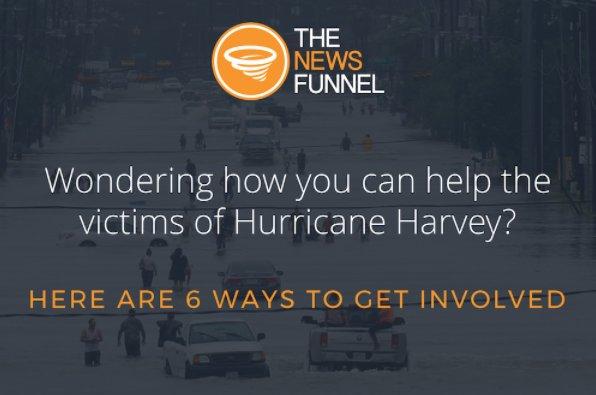 THE
NEWS
FUNNEL
Wondering how you can help the
victims of Hurricane Harvey?
HERE ARE 6 WAYS TO GET INVOLVED